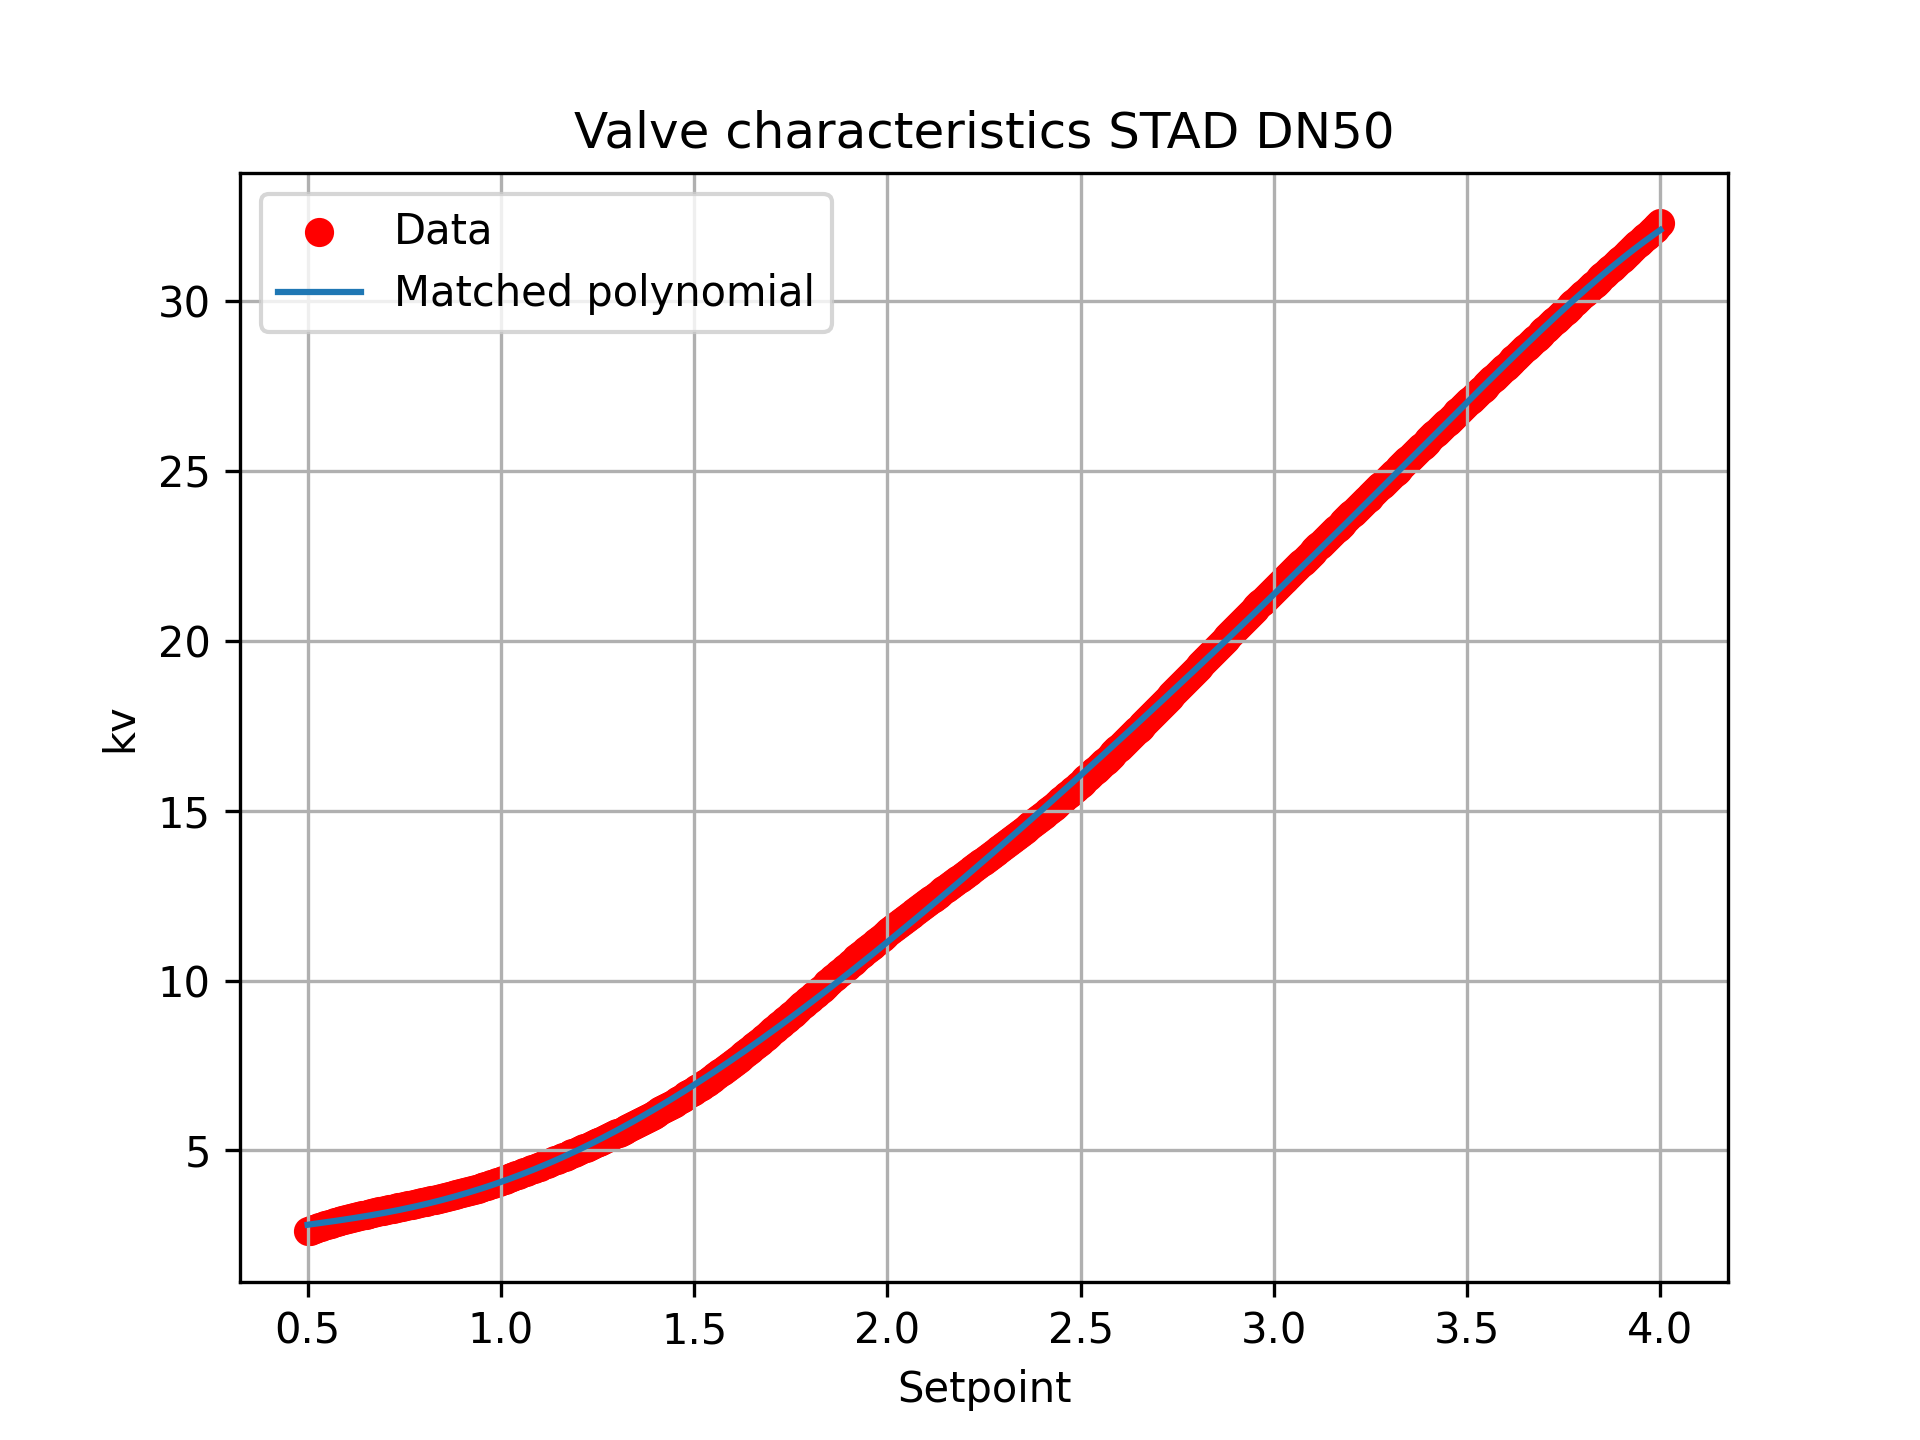 Valve characteristics STAD DN50
Data
Matched polynomial
30
25
20
15
10
5
kv
0.5 1.0 1.5 2.0 2.5 3.0 3.5 4.0
Setpoint